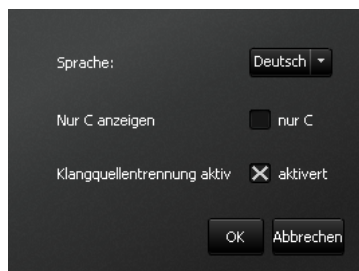 Sprache: Deutsch
Nur C anzeigen nur C
Klangquellentrennung aktiv aktivert
OK Abbrechen